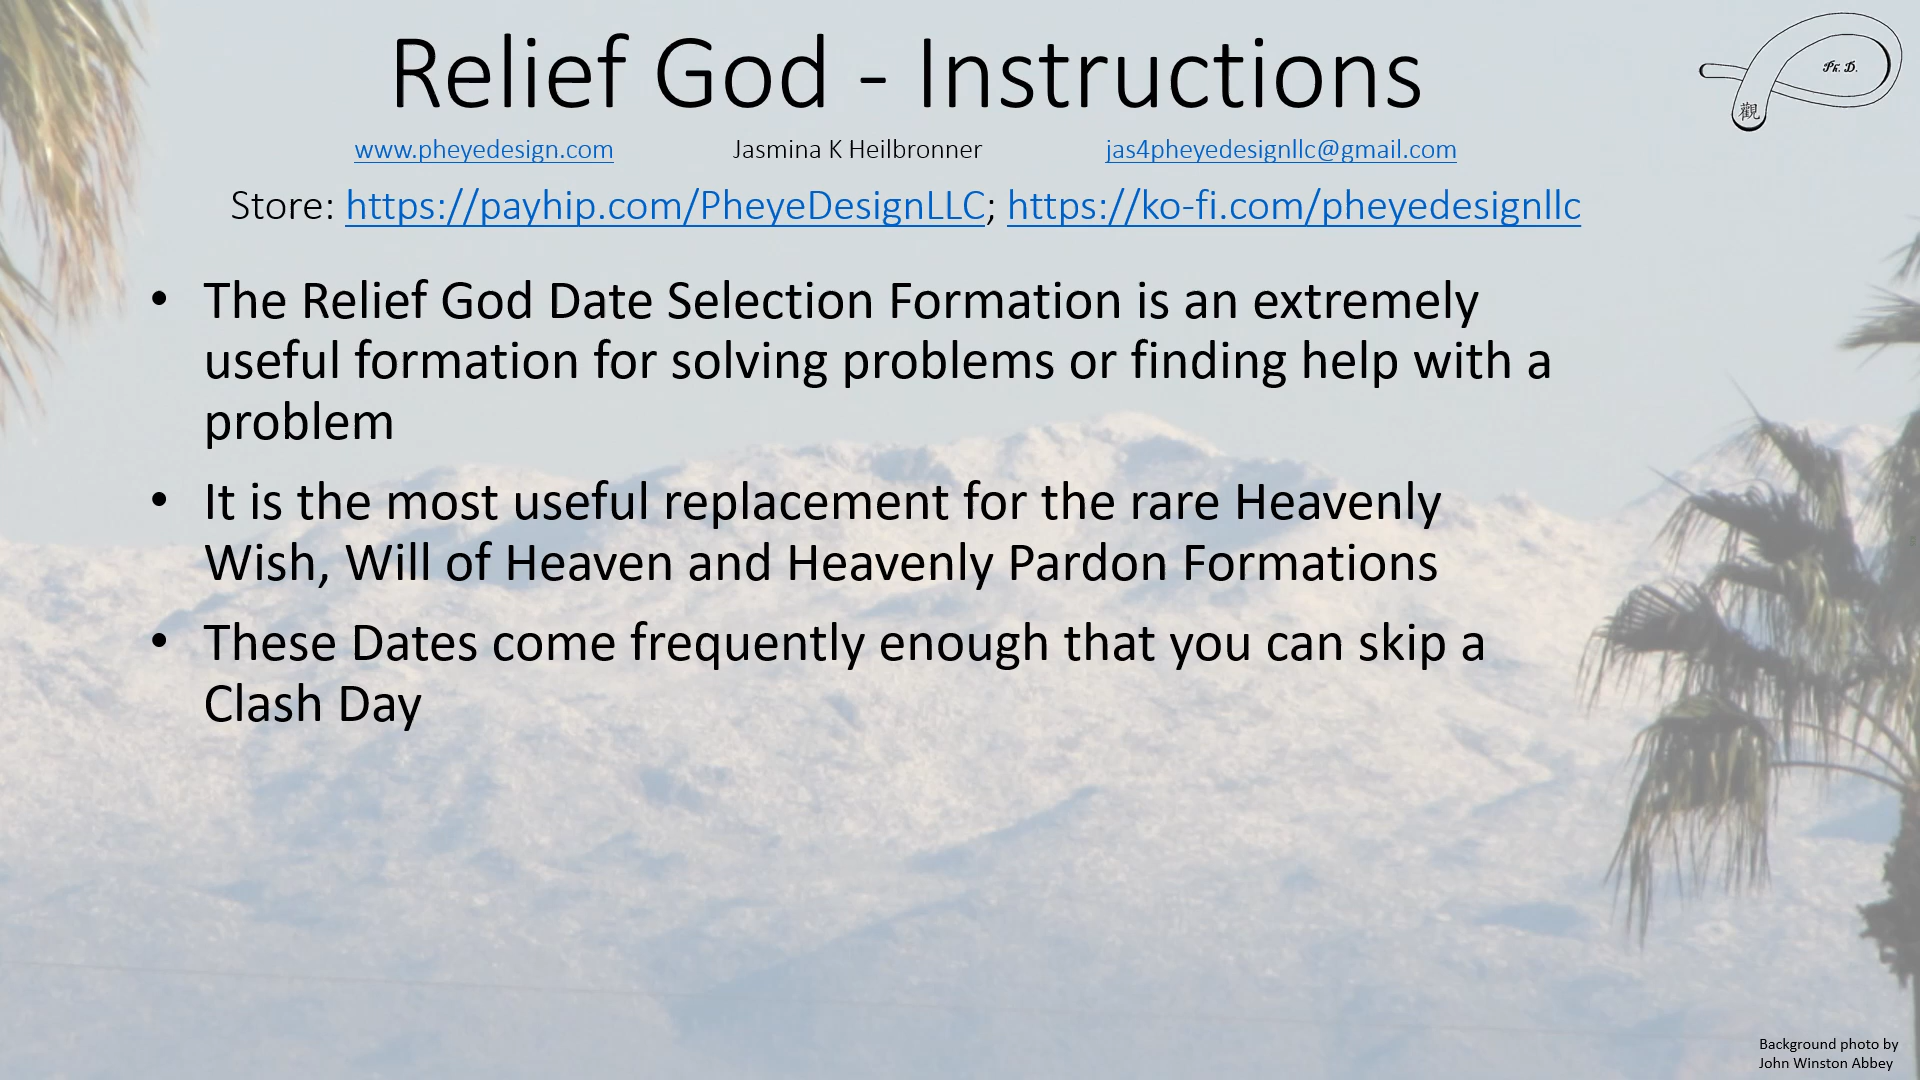 Relief God - Instructions
Ph. D.
觀
www.pheyedesign.com Jasmina K Heilbronner jas4pheyedesignllc@gmail.com
Store: https://payhip.com/PheyeDesignLLC; https://ko-fi.com/pheyedesignllc
• The Relief God Date Selection Formation is an extremely
useful formation for solving problems or finding help with a
problem
• It is the most useful replacement for the rare Heavenly
Wish, Will of Heaven and Heavenly Pardon Formations
• These Dates come frequently enough that you can skip a
Clash Day
Background photo by
John Winston Abbey